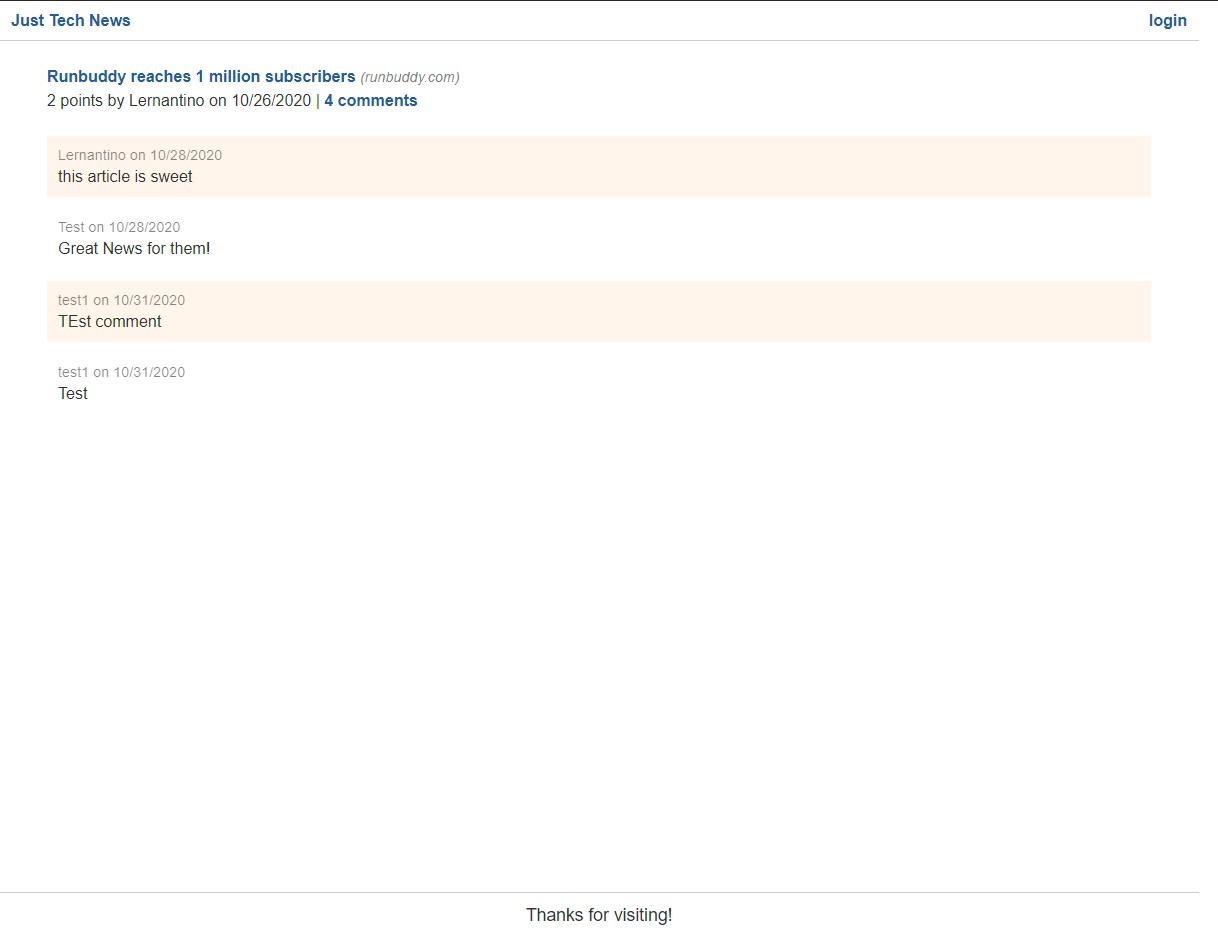 Just Tech News login
Runbuddy reaches 1 million subscribers (runbuddy.com)
2 points by Lernantino on 10/26/2020 | 4 comments
Lernantino on 10/28/2020
this article is sweet
Test on 10/28/2020
Great News for them!
test1 on 10/31/2020
TEst comment
test1 on 10/31/2020
Test
Thanks for visiting!